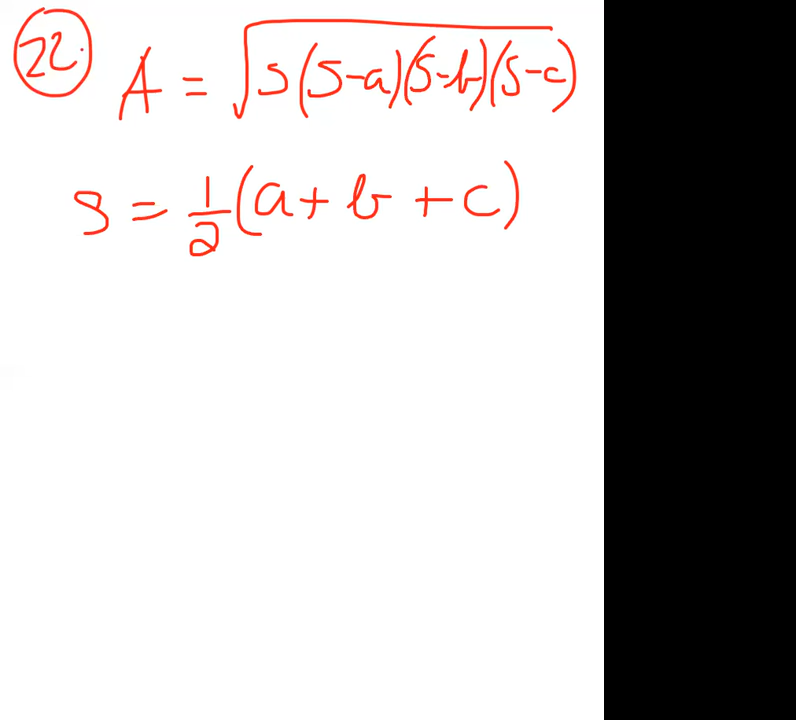 22 A = √(s(s-a)(s-b)(s-c))
s = 1/2 (a + b + c)